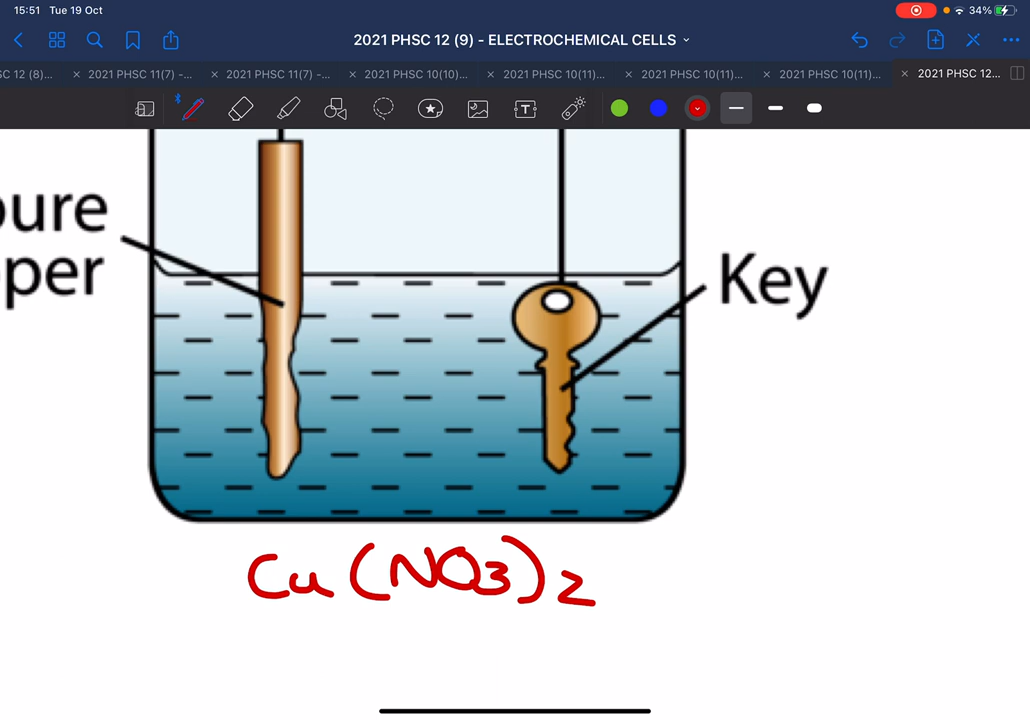 15:51 Tue 19 Oct
34%
2021 PHSC 12 (9) - ELECTROCHEMICAL CELLS
SC 12 (8)...
2021 PHSC 11(7) -...
2021 PHSC 11(7) -...
2021 PHSC 10(10)...
2021 PHSC 10(11)...
2021 PHSC 10(11)...
2021 PHSC 10(11)...
2021 PHSC 12...
T
ure
per
Key
Cu(NO3)2